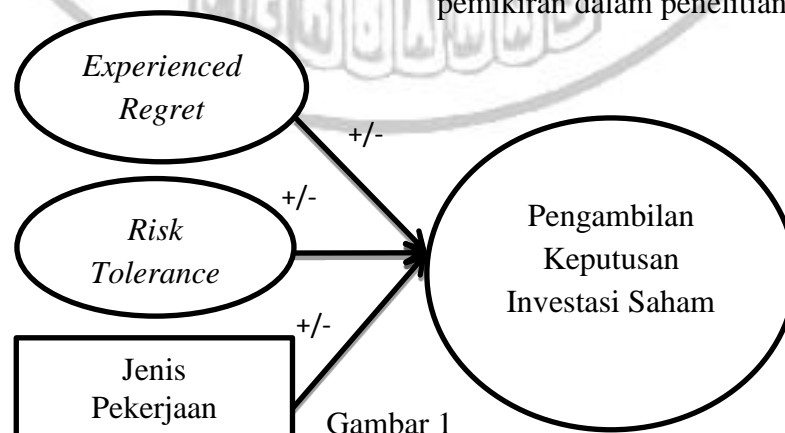 pemikiran dalam penelitian
Experienced
Regret
+/-
+/-
Risk
Tolerance
Pengambilan
Keputusan
Investasi Saham
+/-
Jenis
Pekerjaan
Gambar 1